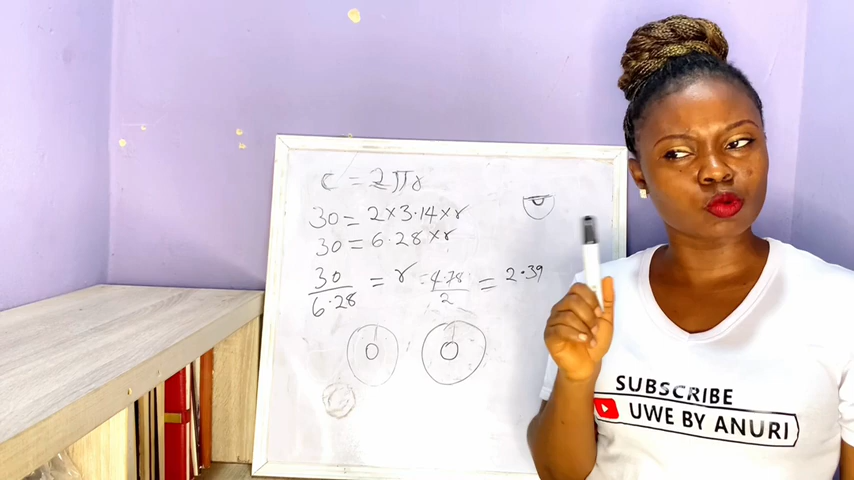 C = 2πr
30 = 2 × 3.14 × r
30 = 6.28 × r
30/6.28 = r = 4.78/2 = 2.39
SUBSCRIBE
UWE BY ANURI